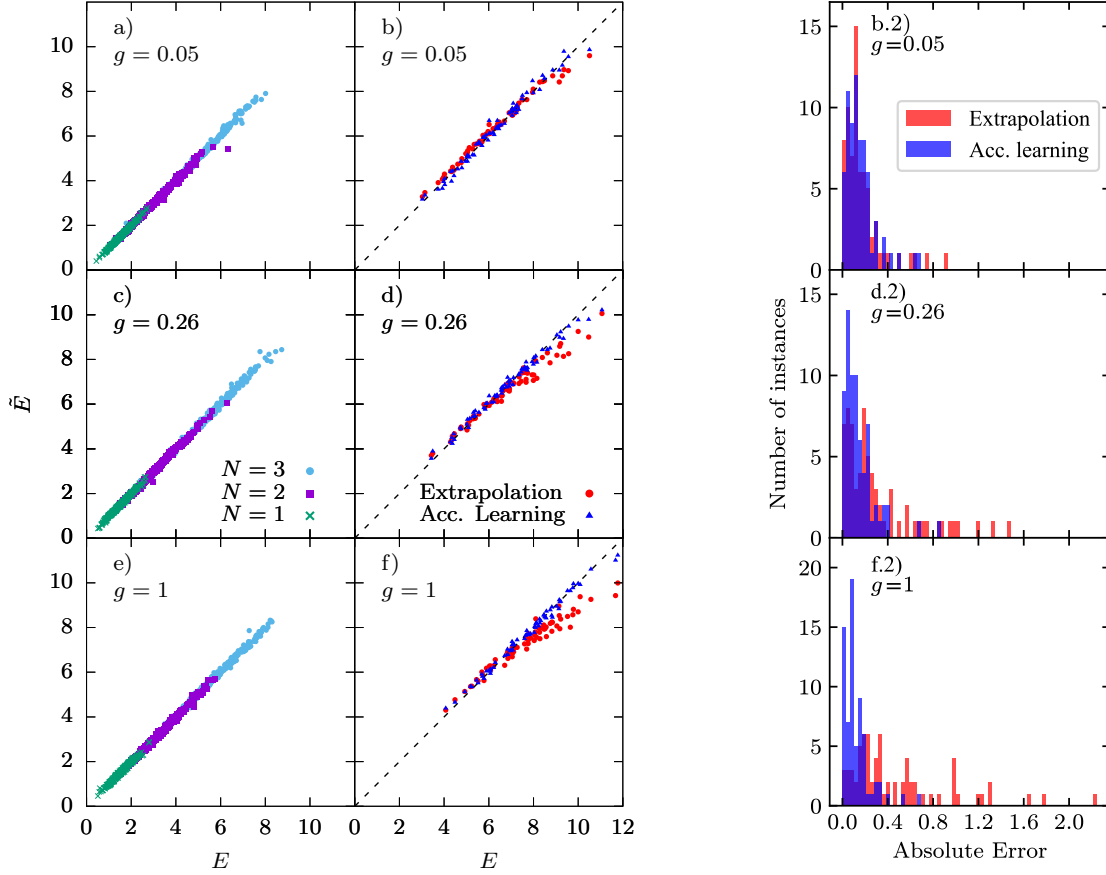 a)
g = 0.05
10
8
6
4
2
0
b)
g = 0.05
b.2)
g=0.05
15
10
5
0
Extrapolation
Acc. learning
c)
g = 0.26
10
8
6
4
2
0
Ẽ
N = 3
N = 2
N = 1
d)
g = 0.26
Extrapolation
Acc. Learning
d.2)
g=0.26
15
10
5
0
Number of instances
e)
g = 1
10
8
6
4
2
0
0 2 4 6 8 10
E
f)
g = 1
0 2 4 6 8 10 12
E
f.2)
g=1
20
15
10
5
0
0.0 0.4 0.8 1.2 1.6 2.0
Absolute Error